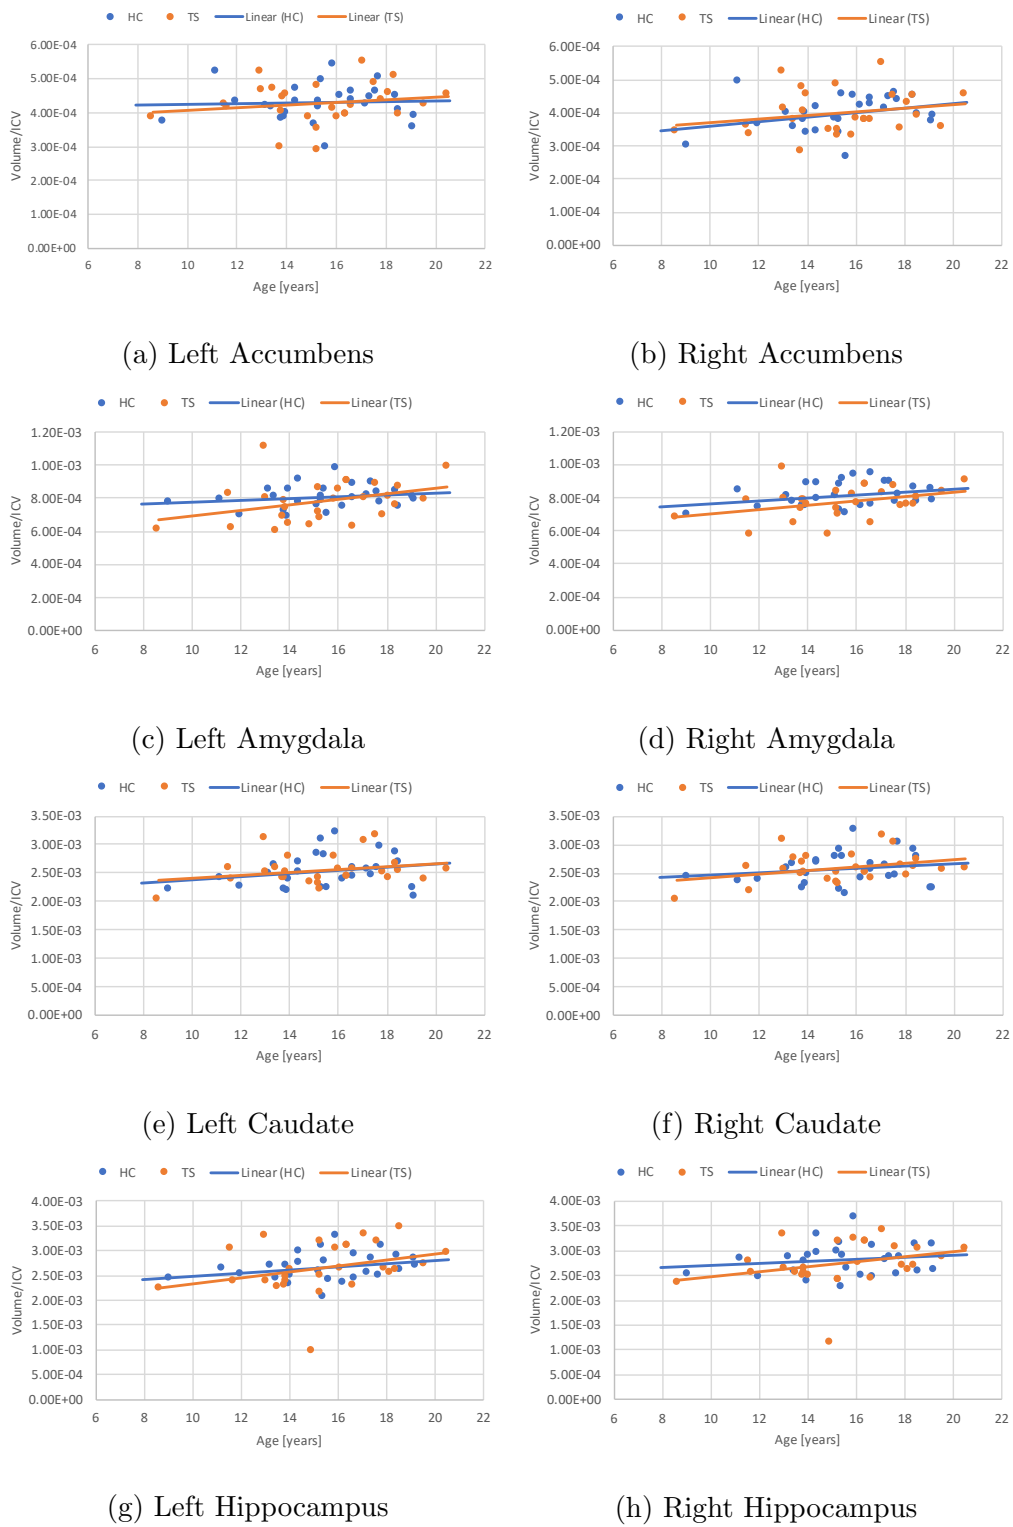 HC TS Linear (HC) Linear (TS)
6.00E-04
5.00E-04
4.00E-04
3.00E-04
2.00E-04
1.00E-04
0.00E+00
Volume/ICV
6 8 10 12 14 16 18 20 22
Age [years]
(a) Left Accumbens
HC TS Linear (HC) Linear (TS)
6.00E-04
5.00E-04
4.00E-04
3.00E-04
2.00E-04
1.00E-04
0.00E+00
Volume/ICV
6 8 10 12 14 16 18 20 22
Age [years]
(b) Right Accumbens
HC TS Linear (HC) Linear (TS)
1.20E-03
1.00E-03
8.00E-04
6.00E-04
4.00E-04
2.00E-04
0.00E+00
Volume/ICV
6 8 10 12 14 16 18 20 22
Age [years]
(c) Left Amygdala
HC TS Linear (HC) Linear (TS)
1.20E-03
1.00E-03
8.00E-04
6.00E-04
4.00E-04
2.00E-04
0.00E+00
Volume/ICV
6 8 10 12 14 16 18 20 22
Age [years]
(d) Right Amygdala
HC TS Linear (HC) Linear (TS)
3.50E-03
3.00E-03
2.50E-03
2.00E-03
1.50E-03
1.00E-03
5.00E-04
0.00E+00
Volume/ICV
6 8 10 12 14 16 18 20 22
Age [years]
(e) Left Caudate
HC TS Linear (HC) Linear (TS)
3.50E-03
3.00E-03
2.50E-03
2.00E-03
1.50E-03
1.00E-03
5.00E-04
0.00E+00
Volume/ICV
6 8 10 12 14 16 18 20 22
Age [years]
(f) Right Caudate
HC TS Linear (HC) Linear (TS)
4.00E-03
3.50E-03
3.00E-03
2.50E-03
2.00E-03
1.50E-03
1.00E-03
5.00E-04
0.00E+00
Volume/ICV
6 8 10 12 14 16 18 20 22
Age [years]
(g) Left Hippocampus
HC TS Linear (HC) Linear (TS)
4.00E-03
3.50E-03
3.00E-03
2.50E-03
2.00E-03
1.50E-03
1.00E-03
5.00E-04
0.00E+00
Volume/ICV
6 8 10 12 14 16 18 20 22
Age [years]
(h) Right Hippocampus